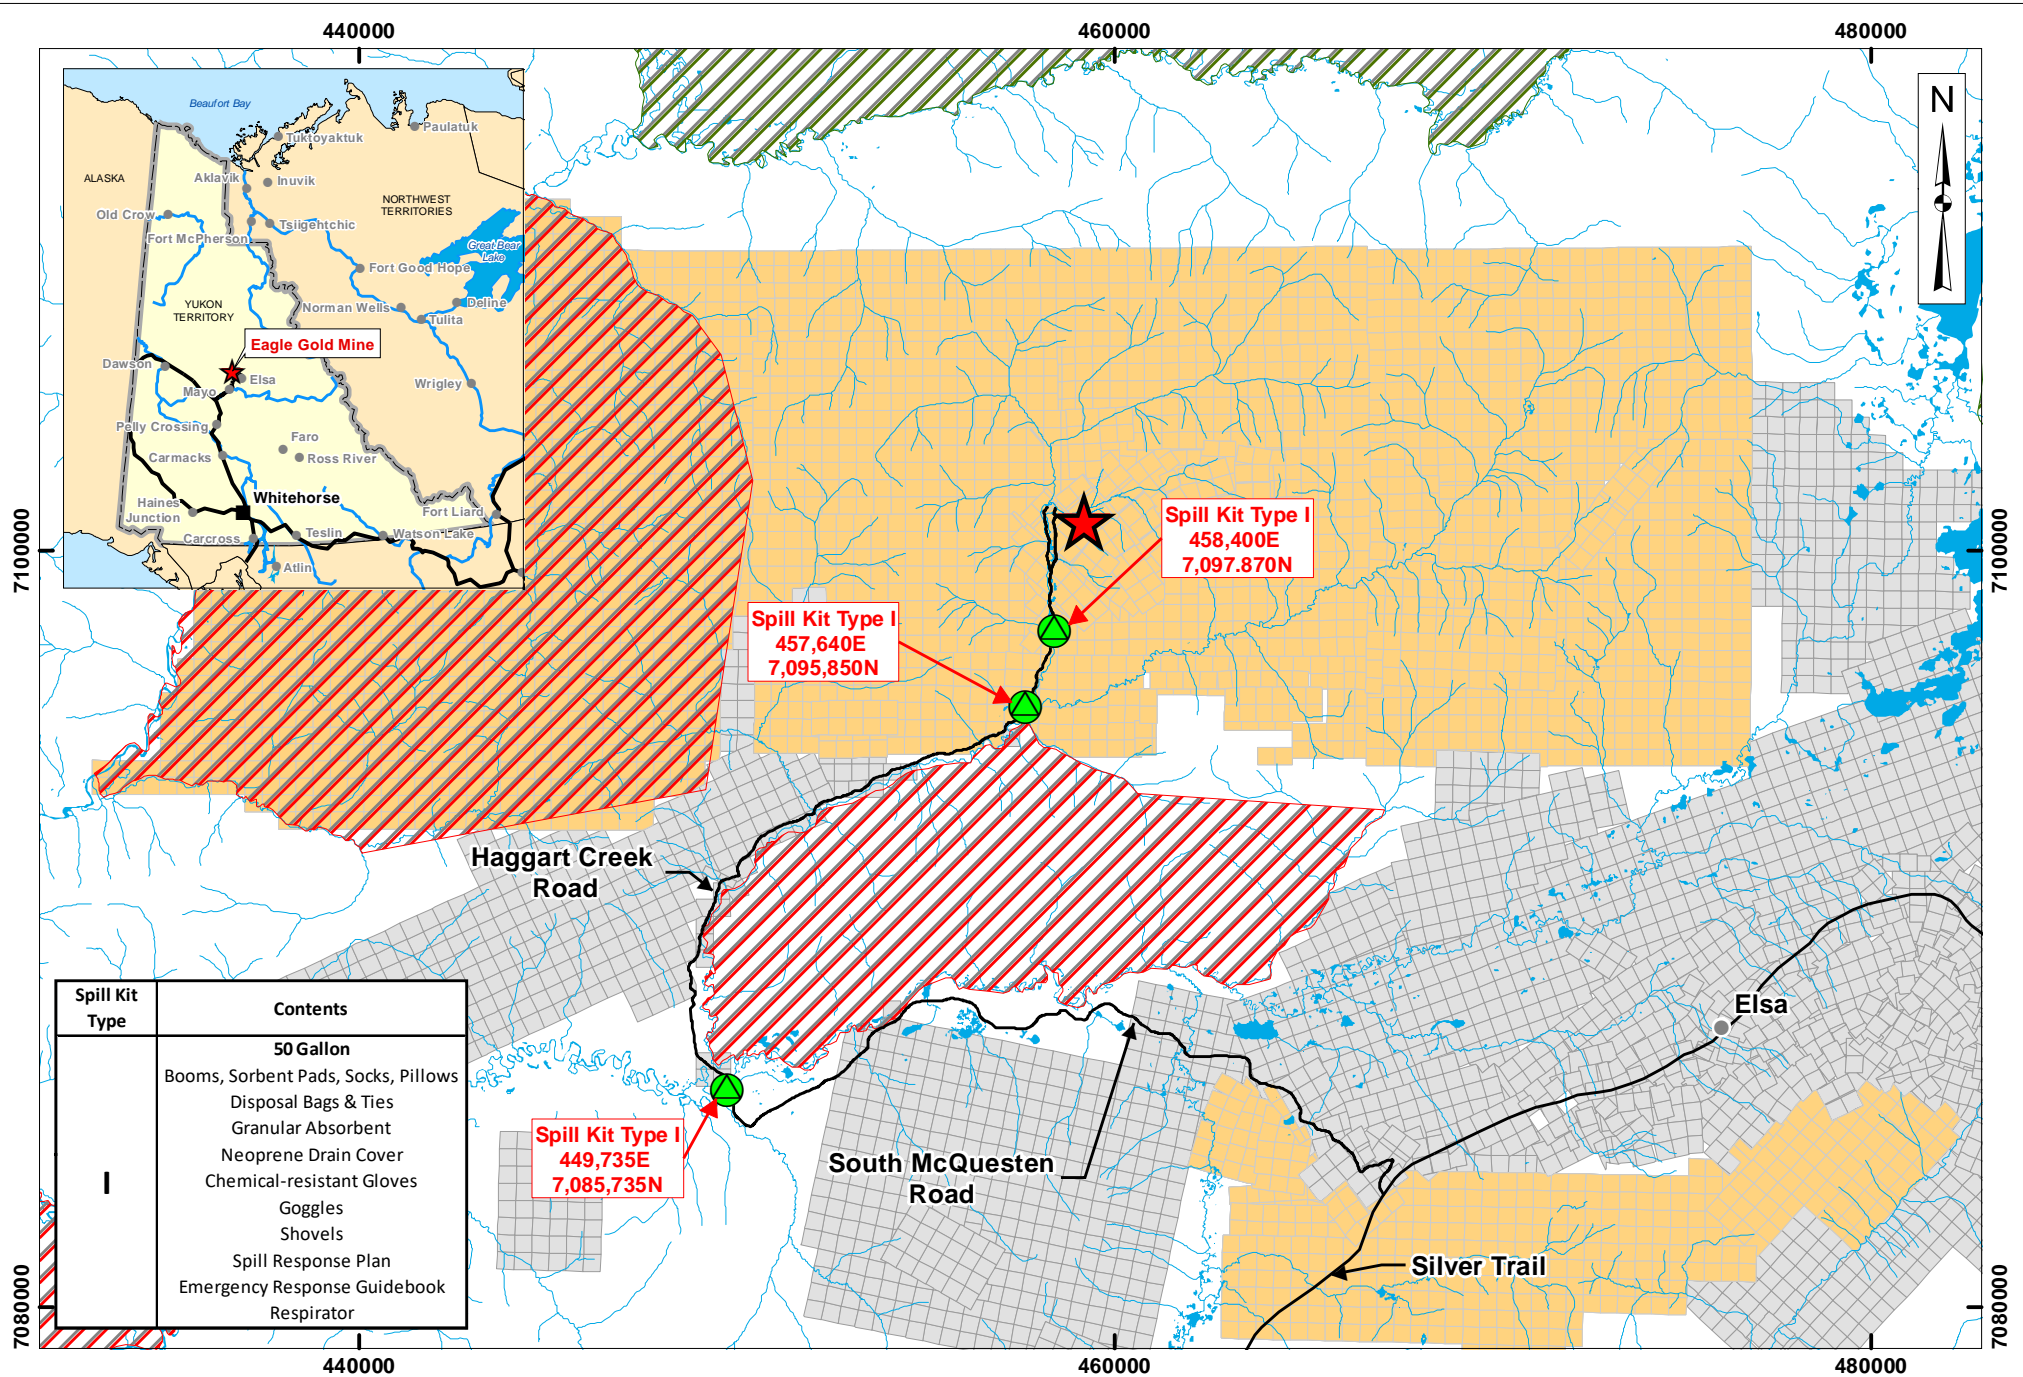 440000
460000
480000
Beaufort Bay
Tuktoyaktuk
Paulatuk
ALASKA
Aklavik
Inuvik
NORTHWEST
TERRITORIES
Old Crow
Tsiigehtchic
Fort McPherson
Great Bear
Lake
Fort Good Hope
YUKON
TERRITORY
Norman Wells
Deline
Tulita
Eagle Gold Mine
Dawson
Elsa
Mayo
Wrigley
Pelly Crossing
Faro
Carmacks
Ross River
Whitehorse
Haines
Junction
Fort Liard
Carcross
Teslin
Watson Lake
Atlin
N
7100000
7100000
Spill Kit Type I
458,400E
7,097.870N
Spill Kit Type I
457,640E
7,095,850N
Haggart Creek
Road
Elsa
Spill Kit
Type
Contents
I
50 Gallon
Booms, Sorbent Pads, Socks, Pillows
Disposal Bags & Ties
Granular Absorbent
Neoprene Drain Cover
Chemical-resistant Gloves
Goggles
Shovels
Spill Response Plan
Emergency Response Guidebook
Respirator
Spill Kit Type I
449,735E
7,085,735N
South McQuesten
Road
Silver Trail
7080000
7080000
440000
460000
480000